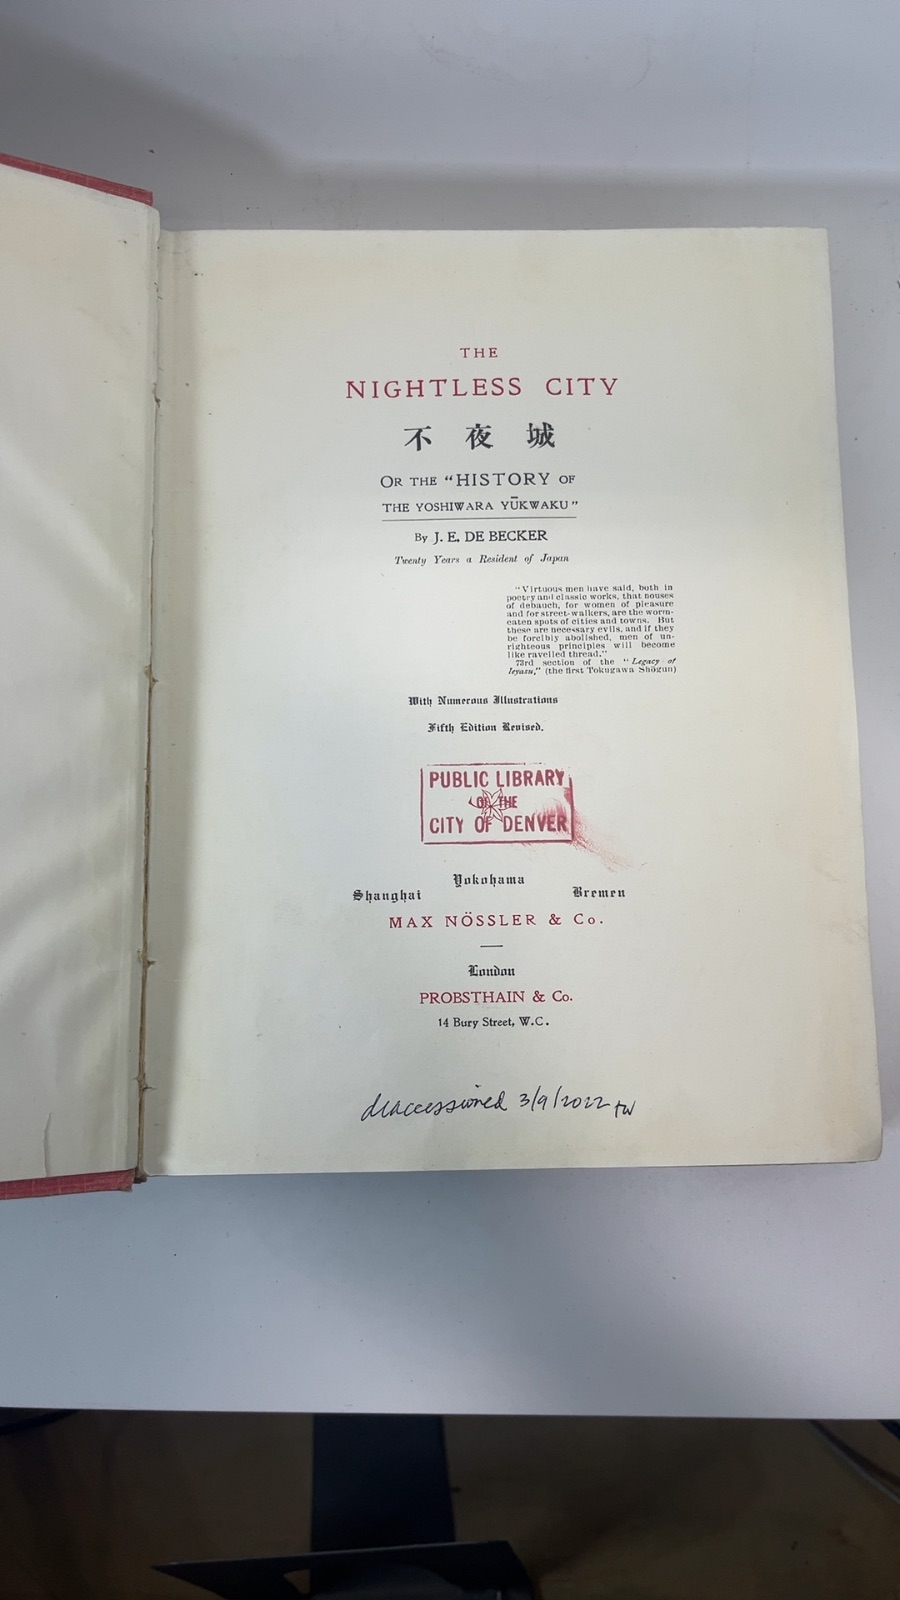 THE
NIGHTLESS CITY
不夜城
OR THE "HISTORY OF
THE YOSHIWARA YŪKWAKU"
By J. E. DE BECKER
Twenty Years a Resident of Japan
"Virtuous men have said, both in
poetry and classic works, that houses
of debauch, for women of pleasure
and for street-walkers, are the worm-
eaten spots of cities and towns. But
these are necessary evils, and if they
be forcibly abolished, men of un-
righteous principles will become
like ravelled thread."
73rd section of the "Legacy of
Ieyasu," (the first Tokugawa Shōgun)
With Numerous Illustrations
Fifth Edition Revised.
PUBLIC LIBRARY
OF THE
CITY OF DENVER
Yokohama
Shanghai Bremen
MAX NÖSSLER & Co.
London
PROBSTHAIN & Co.
14 Bury Street, W.C.
deaccessioned 3/9/2022 TW